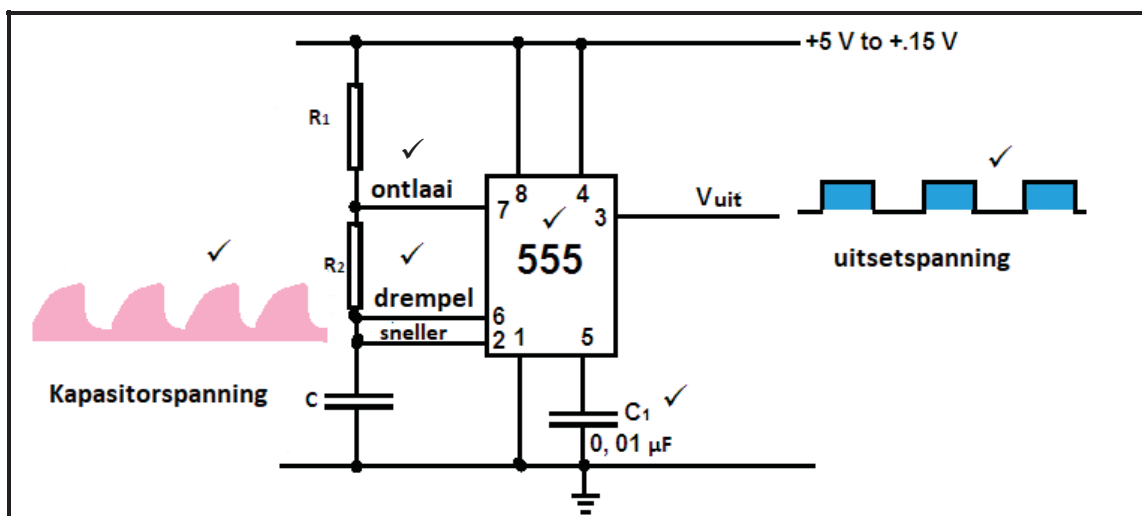 +5 V to +.15 V
R1
ontlaai
7
8
4
3
Vuit
555
R2
drempel
6
sneller
2
1
5
uitsetspanning
Kapasitorspanning
C
C1
0, 01 µF